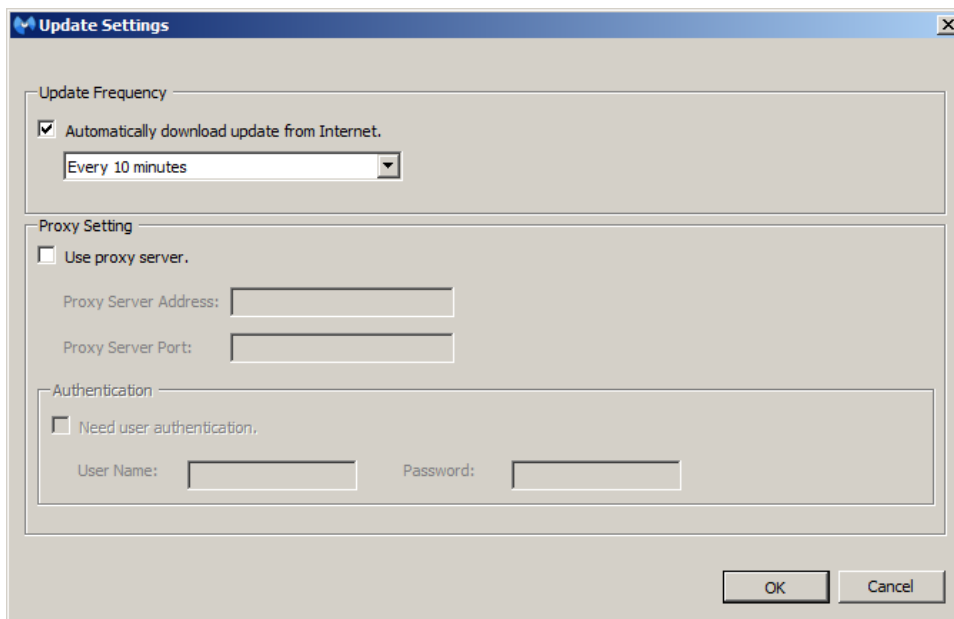 Update Settings
Update Frequency
Automatically download update from Internet.
Every 10 minutes
Proxy Setting
Use proxy server.
Proxy Server Address:
Proxy Server Port:
Authentication
Need user authentication.
User Name: Password:
OK Cancel